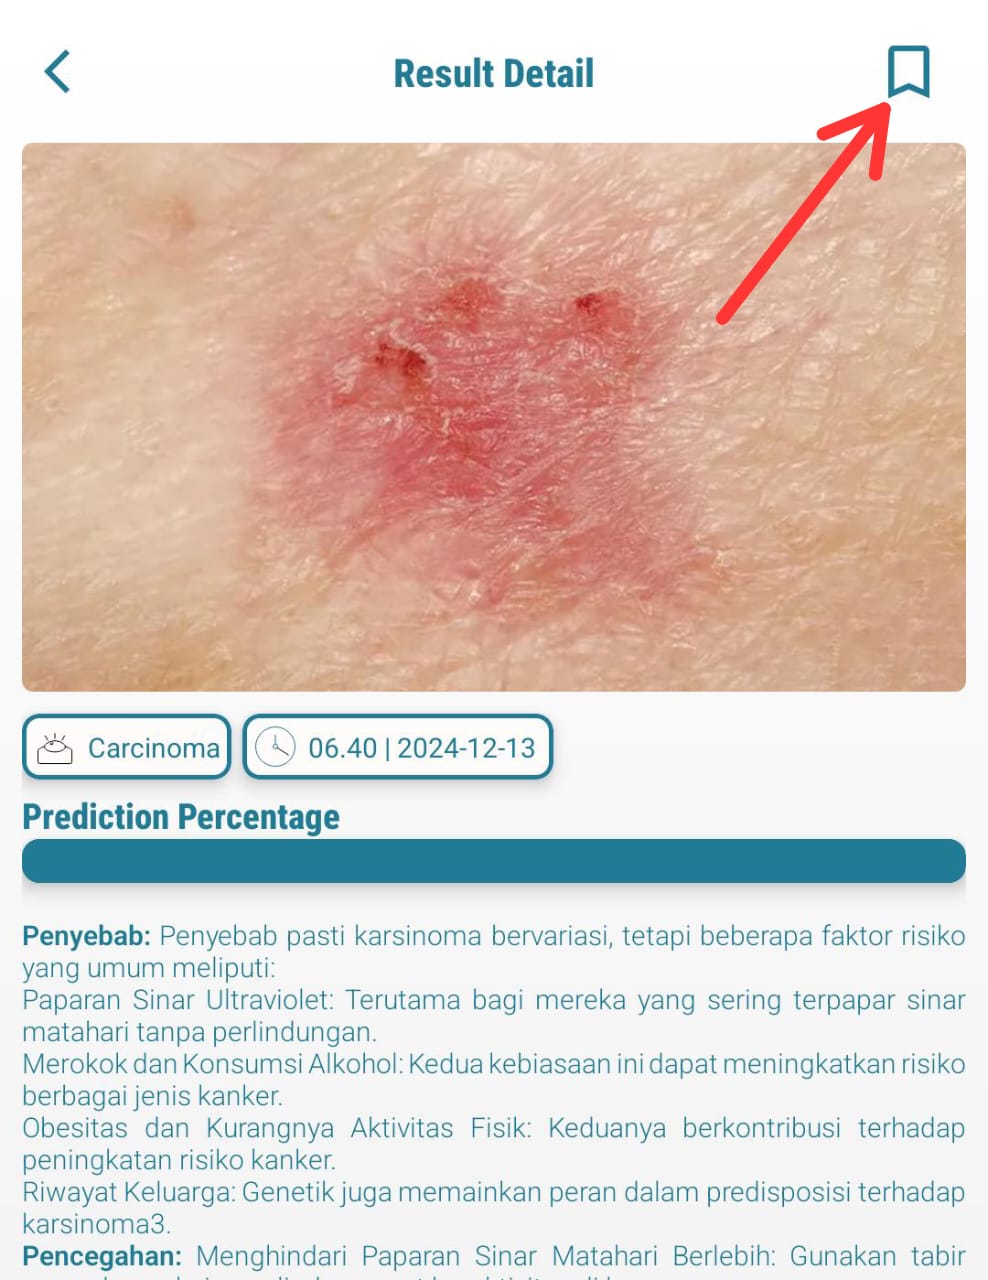 Result Detail
Carcinoma
06.40 | 2024-12-13
Prediction Percentage
Penyebab: Penyebab pasti karsinoma bervariasi, tetapi beberapa faktor risiko
yang umum meliputi:
Paparan Sinar Ultraviolet: Terutama bagi mereka yang sering terpapar sinar
matahari tanpa perlindungan.
Merokok dan Konsumsi Alkohol: Kedua kebiasaan ini dapat meningkatkan risiko
berbagai jenis kanker.
Obesitas dan Kurangnya Aktivitas Fisik: Keduanya berkontribusi terhadap
peningkatan risiko kanker.
Riwayat Keluarga: Genetik juga memainkan peran dalam predisposisi terhadap
karsinoma3.
Pencegahan: Menghindari Paparan Sinar Matahari Berlebih: Gunakan tabir